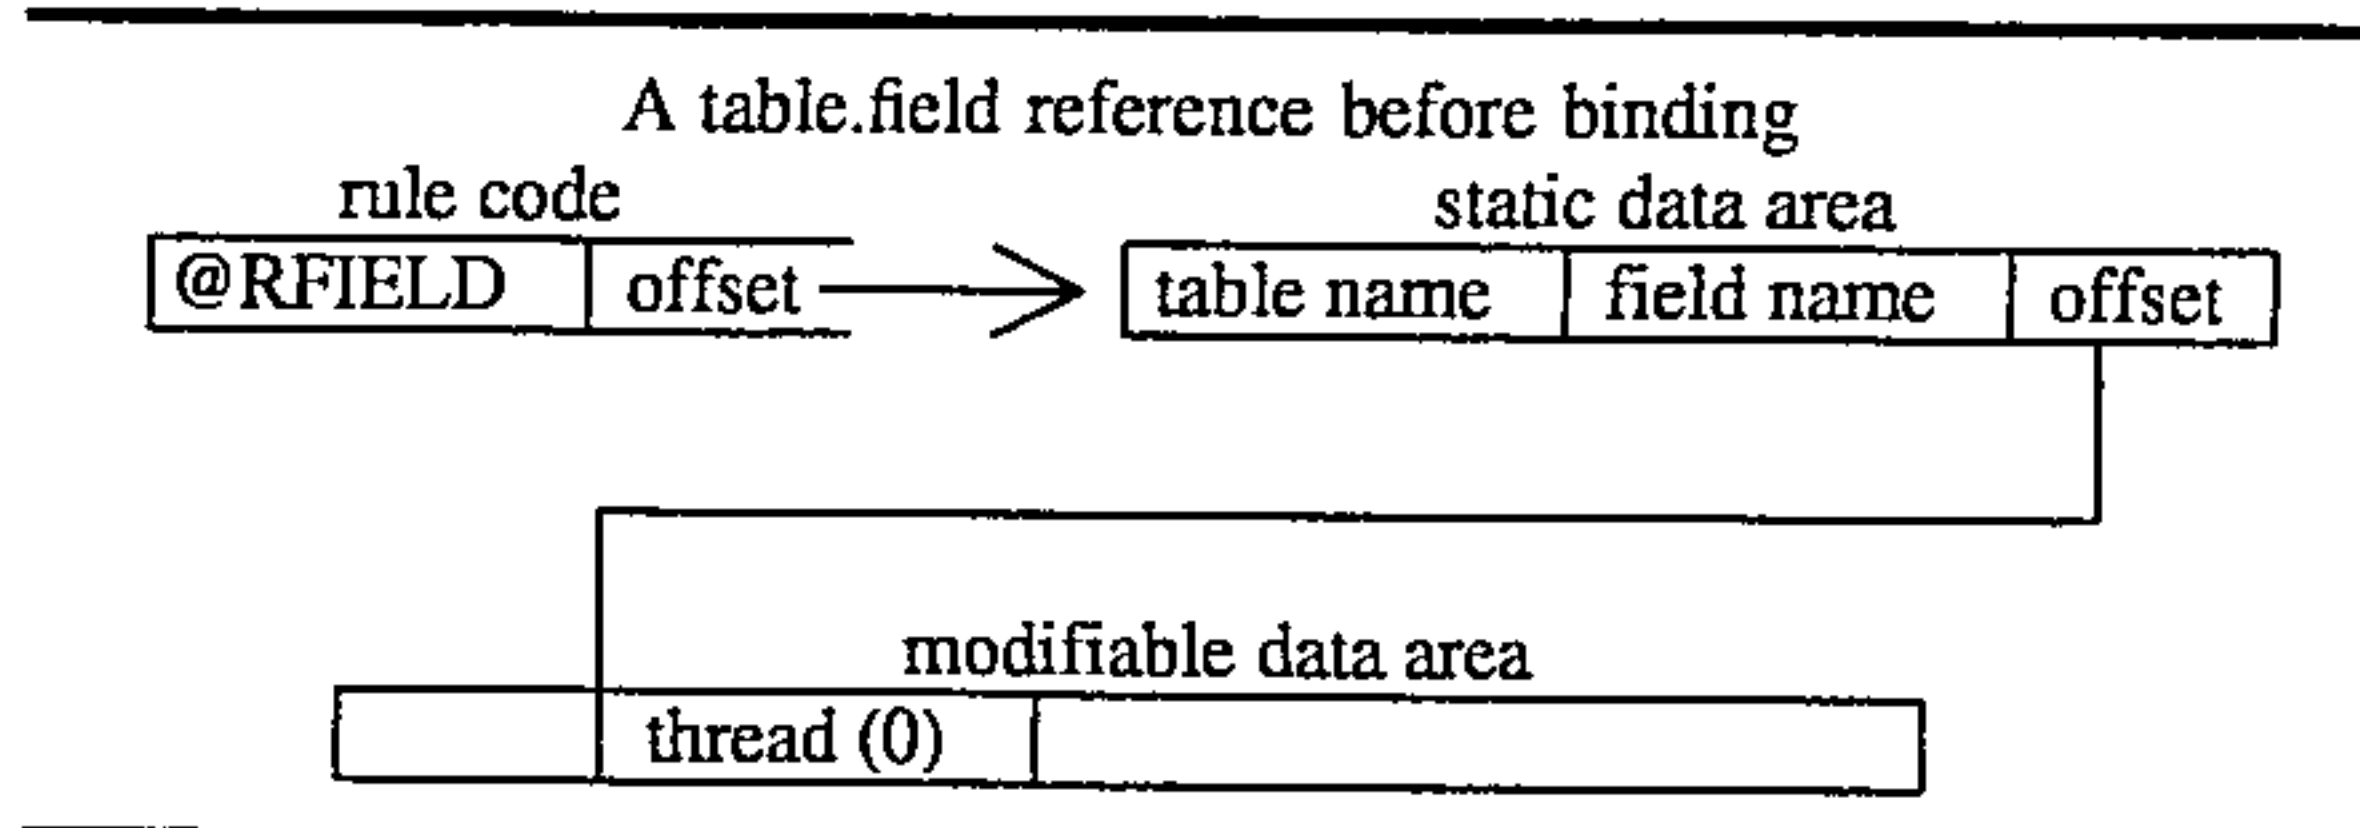 A table.field reference before binding
rule code
static data area
@RFIELD offset
table name field name offset
modifiable data area
thread (0)